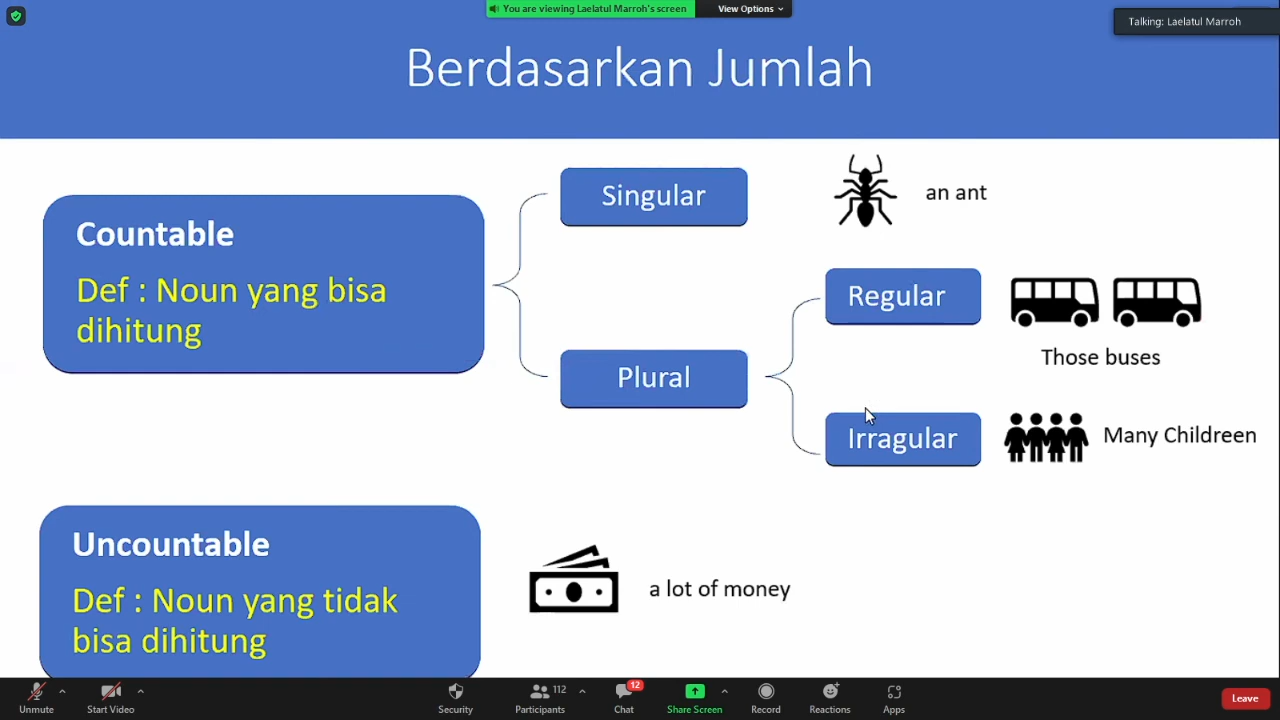 You are viewing Laelatul Marroh's screen
View Options
Talking: Laelatul Marroh
Berdasarkan Jumlah
Countable
Def : Noun yang bisa
dihitung
Singular
an ant
Plural
Regular
Those buses
Irragular
Many Childreen
Uncountable
Def : Noun yang tidak
bisa dihitung
a lot of money
Unmute
Start Video
Security
112
Participants
12
Chat
Share Screen
Record
Reactions
Apps
Leave